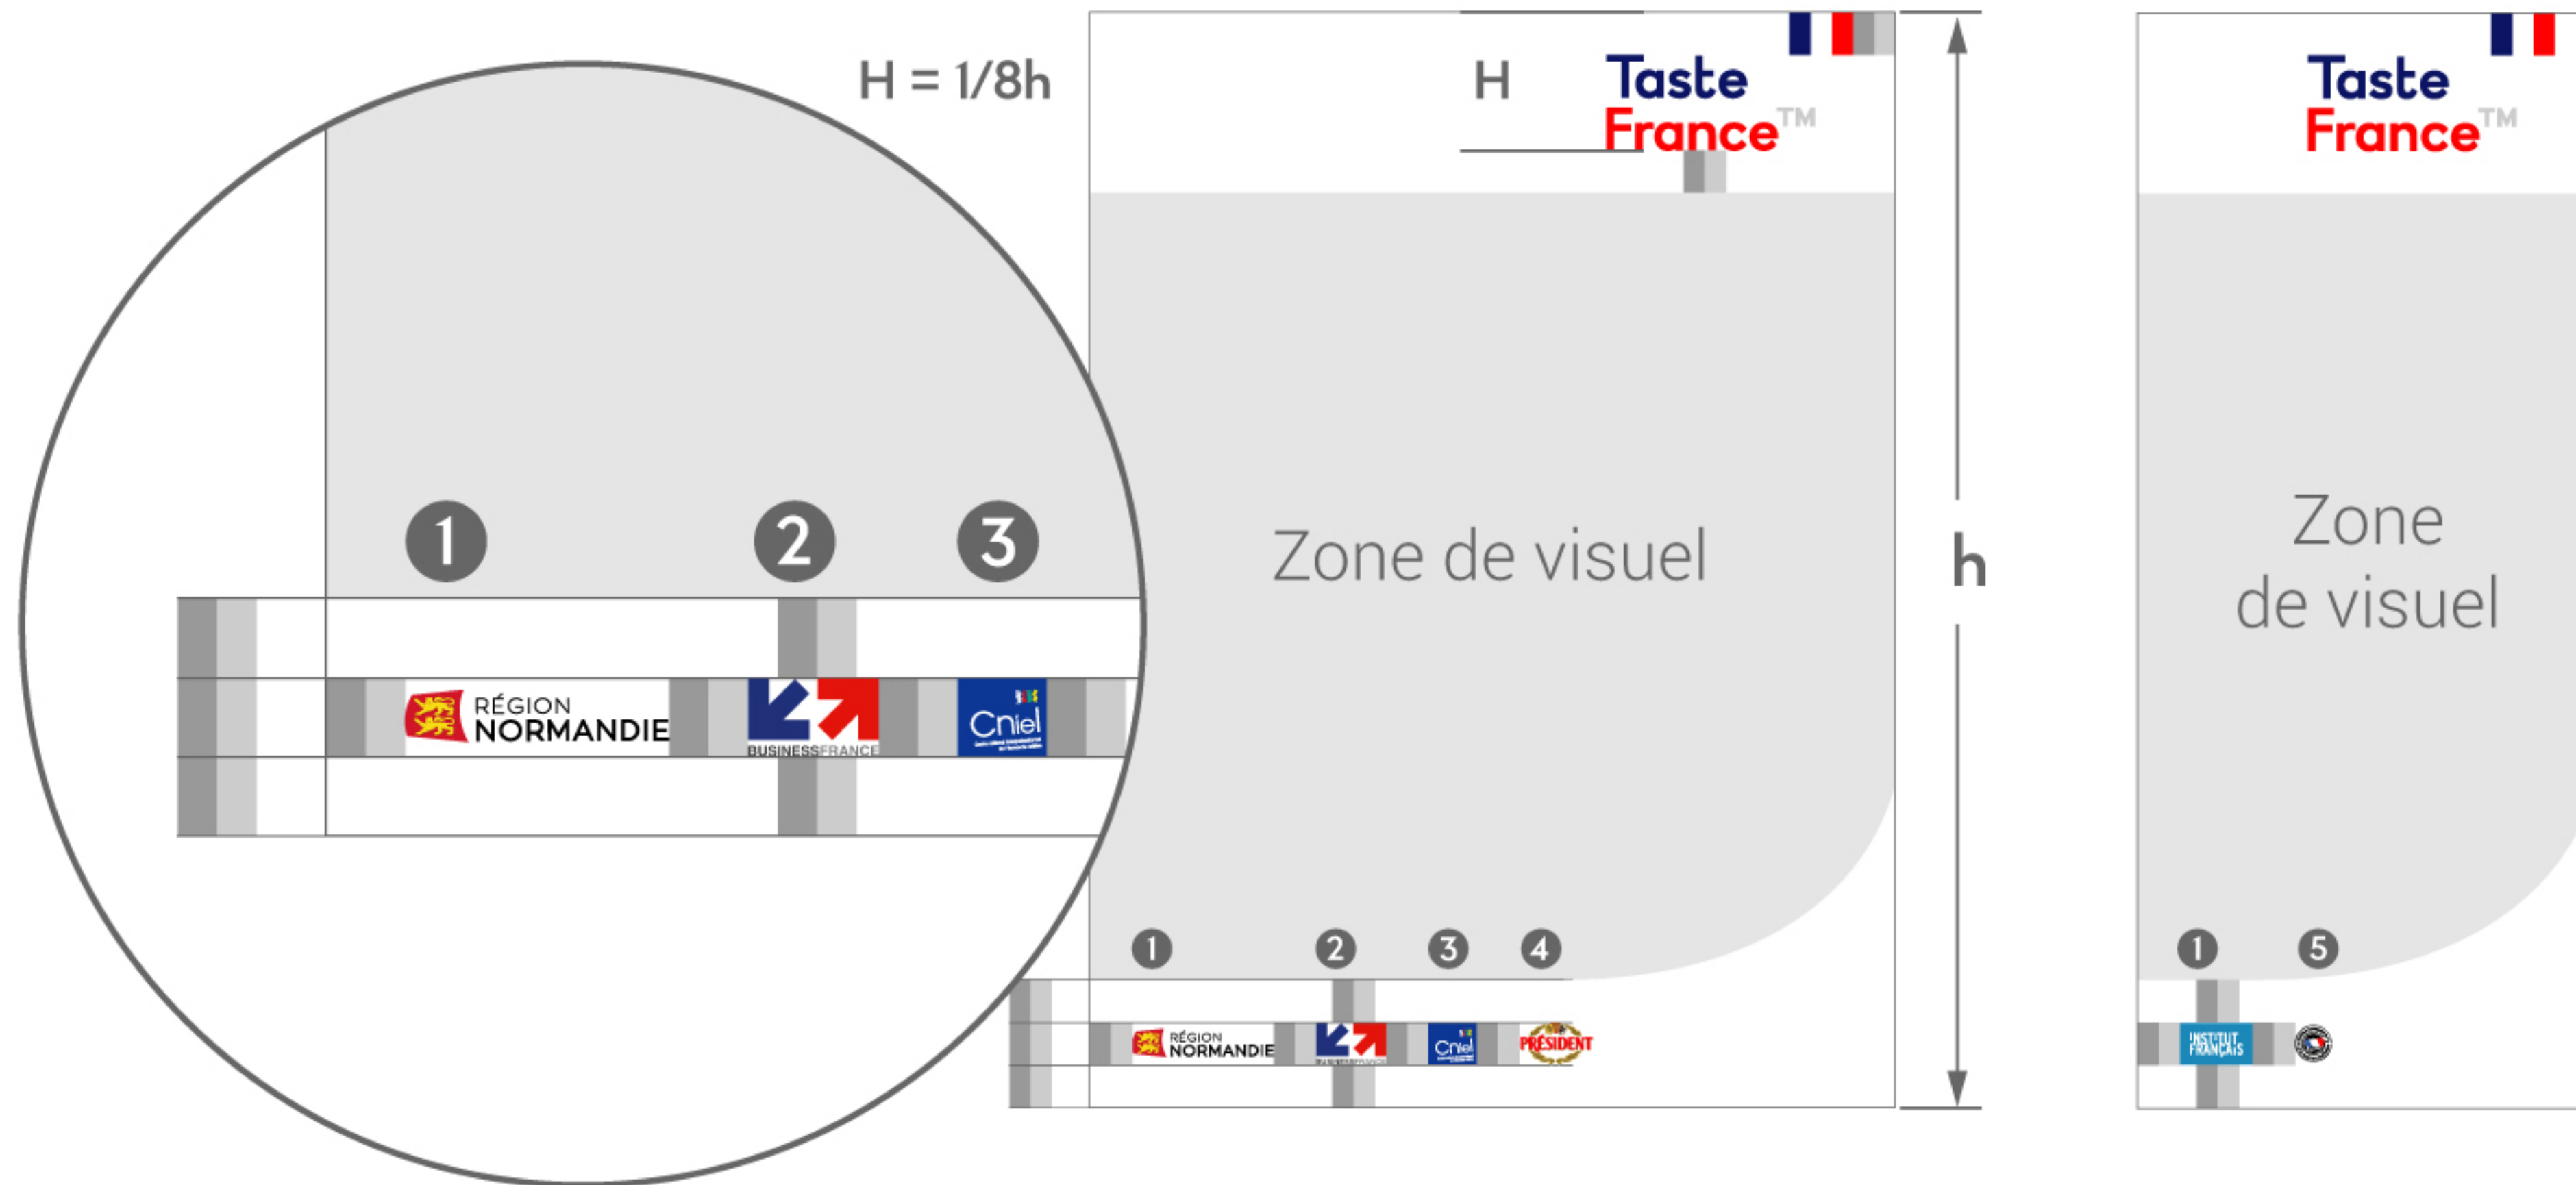 H = 1/8h
H
Taste
France™
Zone de visuel
h
1
2
3
RÉGION
NORMANDIE
BUSINESSFRANCE
Cniel
1
2
3
4
RÉGION
NORMANDIE
BUSINESSFRANCE
Cniel
PRÉSIDENT
Taste
France™
Zone
de visuel
1
5
INSTITUT
FRANÇAIS